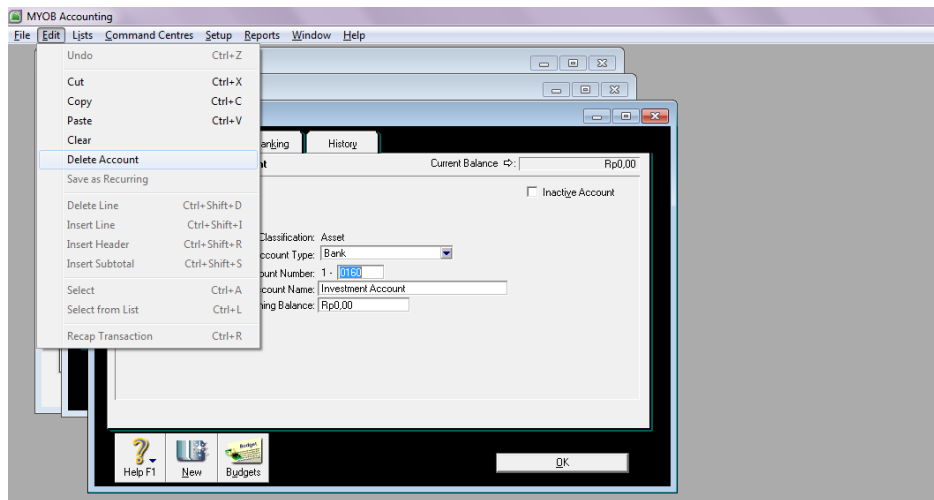 MYOB Accounting
File Edit Lists Command Centres Setup Reports Window Help
Undo Ctrl+Z
Cut Ctrl+X
Copy Ctrl+C
Paste Ctrl+V
Clear
Delete Account
Save as Recurring
Delete Line Ctrl+Shift+D
Insert Line Ctrl+Shift+I
Insert Header Ctrl+Shift+R
Insert Subtotal Ctrl+Shift+S
Select Ctrl+A
Select from List Ctrl+L
Recap Transaction Ctrl+R
anking History
nt Current Balance ⇨: Rp0,00
Inactive Account
Classification: Asset
ccount Type: Bank
ount Number: 1 - 0160
ccount Name: Investment Account
ning Balance: Rp0,00
Budget
Help F1 New Budgets OK